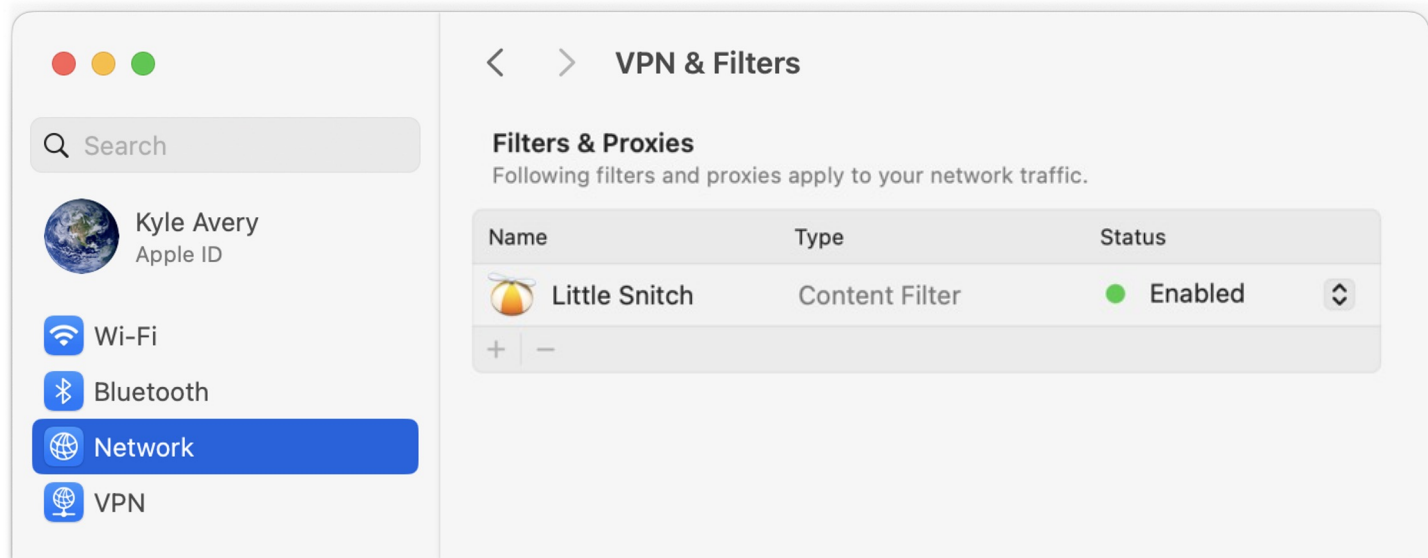 Search
Kyle Avery
Apple ID
Wi-Fi
Bluetooth
Network
VPN
VPN & Filters
Filters & Proxies
Following filters and proxies apply to your network traffic.
Name Type Status
Little Snitch Content Filter Enabled